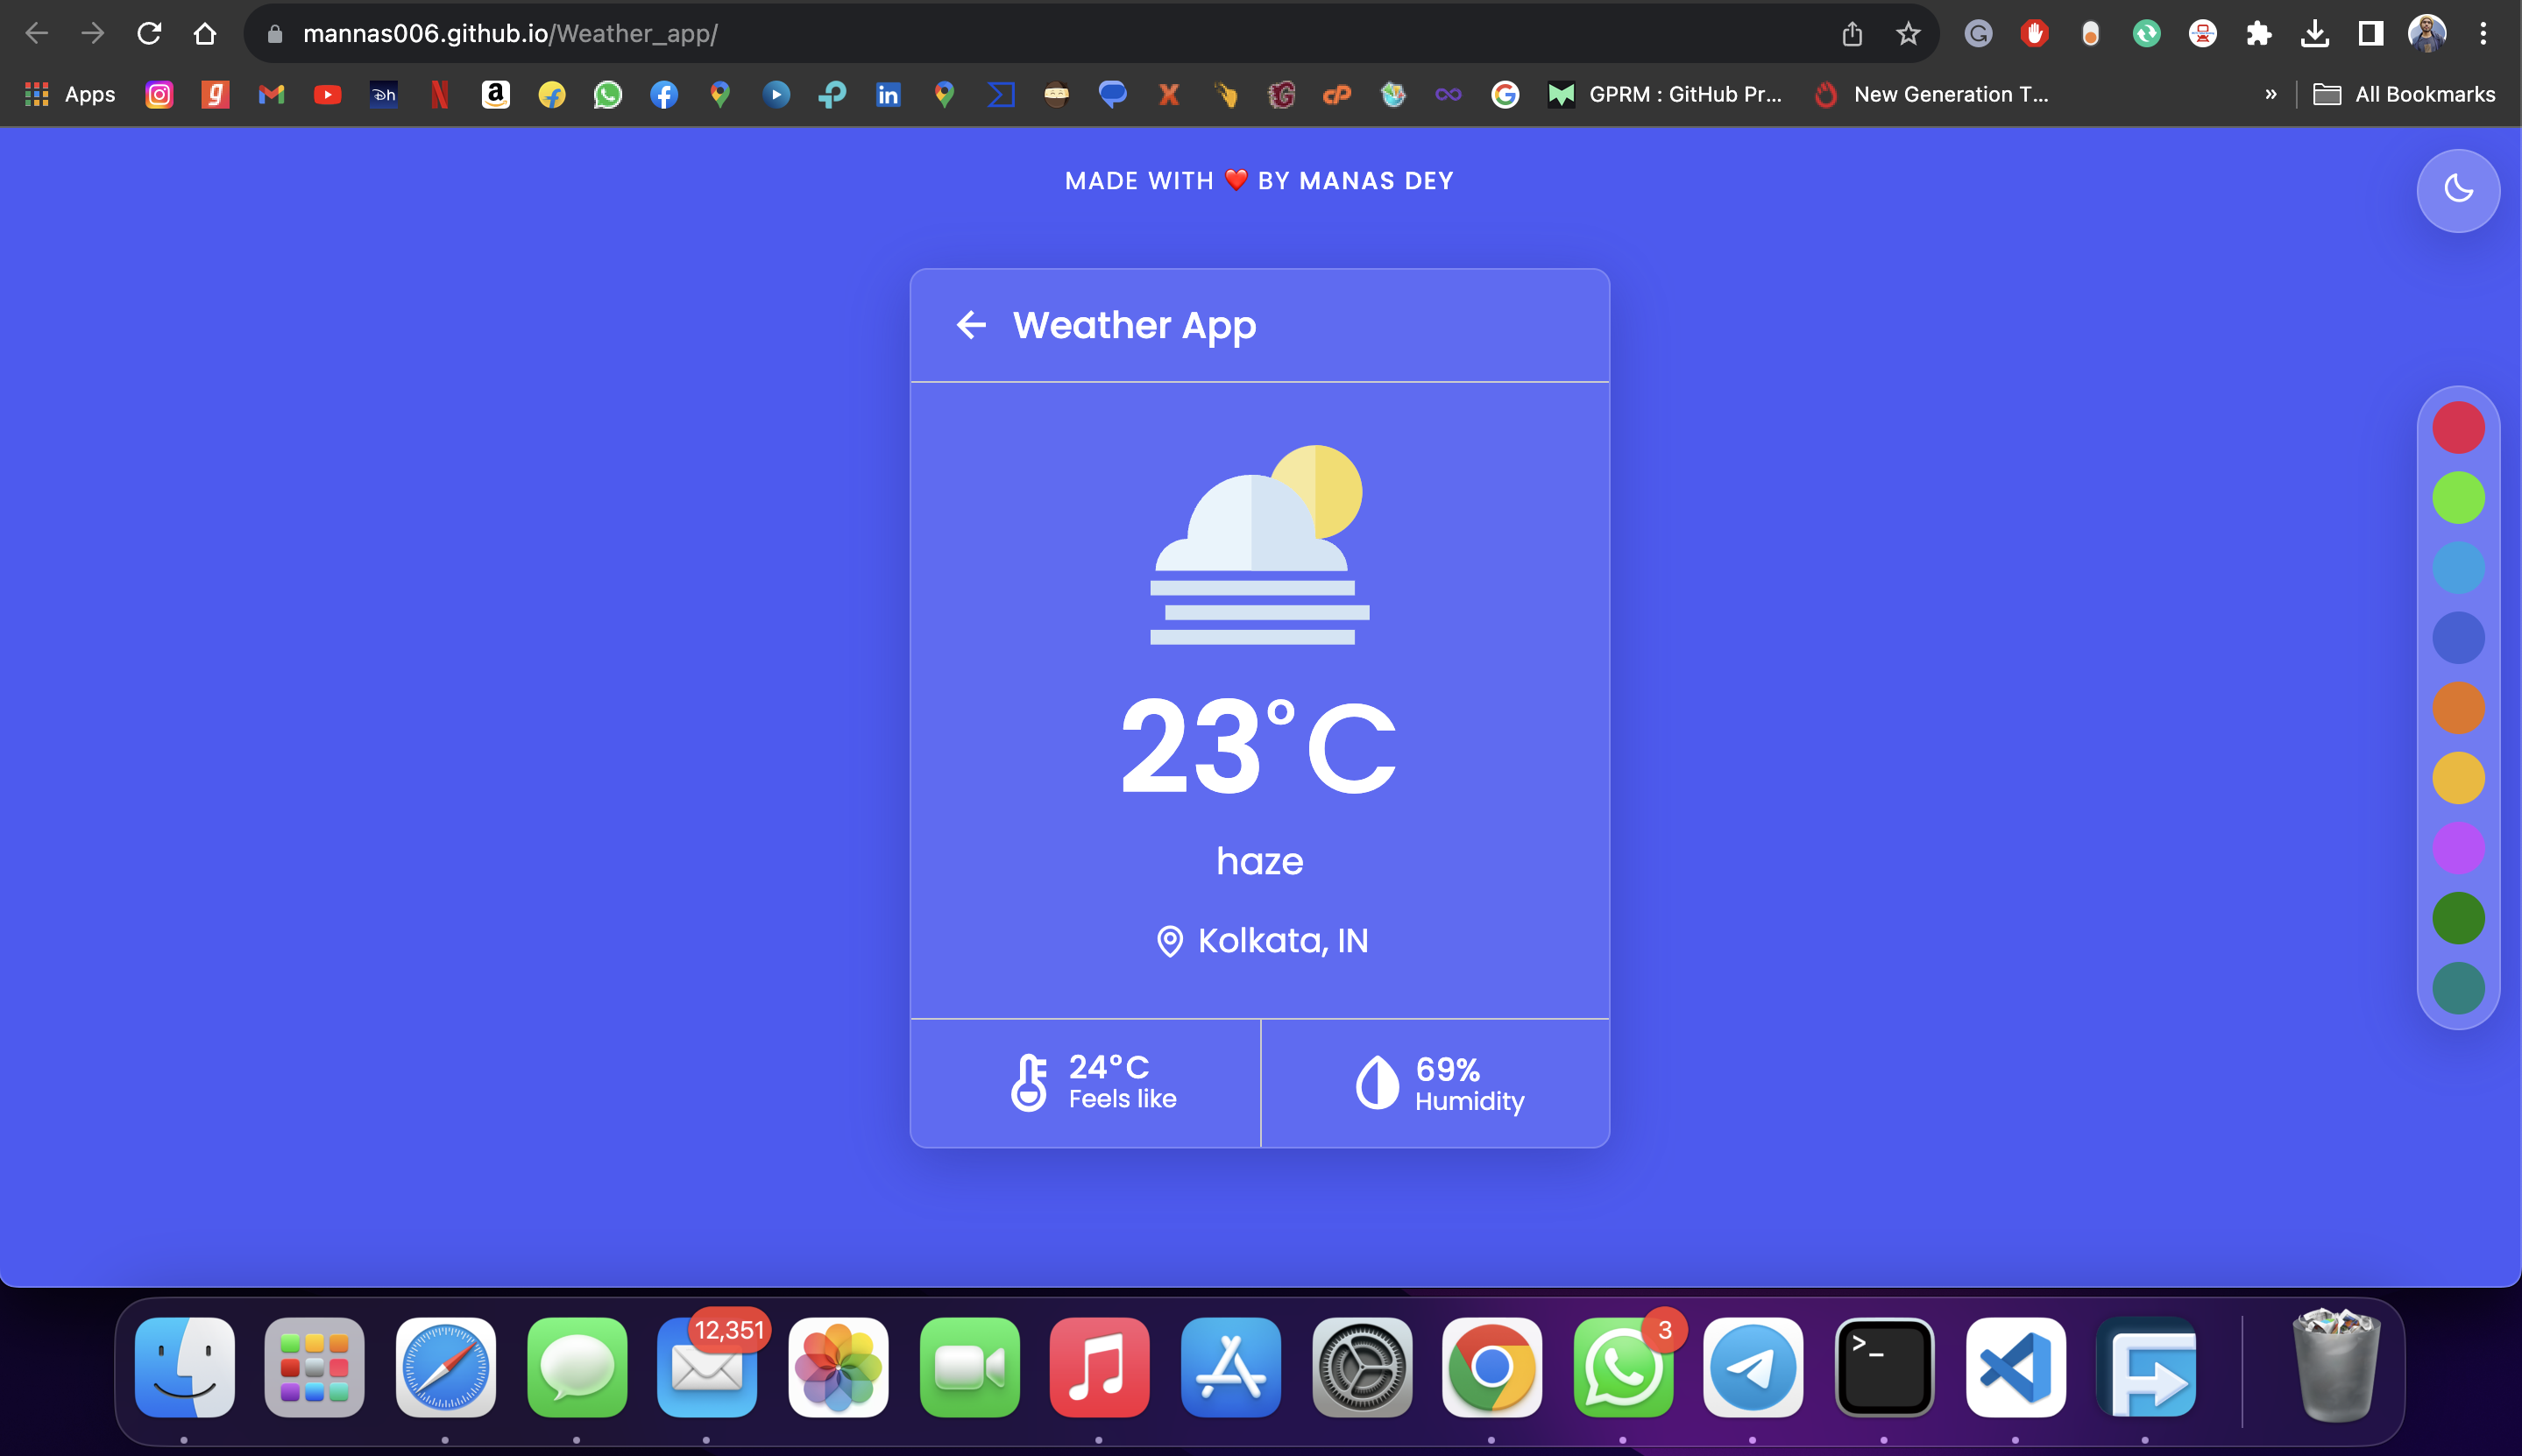 mannas006.github.io/Weather_app/
Apps
GPRM : GitHub Pr...
New Generation T...
»
All Bookmarks
MADE WITH ❤️ BY MANAS DEY
Weather App
23°C
haze
Kolkata, IN
24°C
Feels like
69%
Humidity
12,351
3